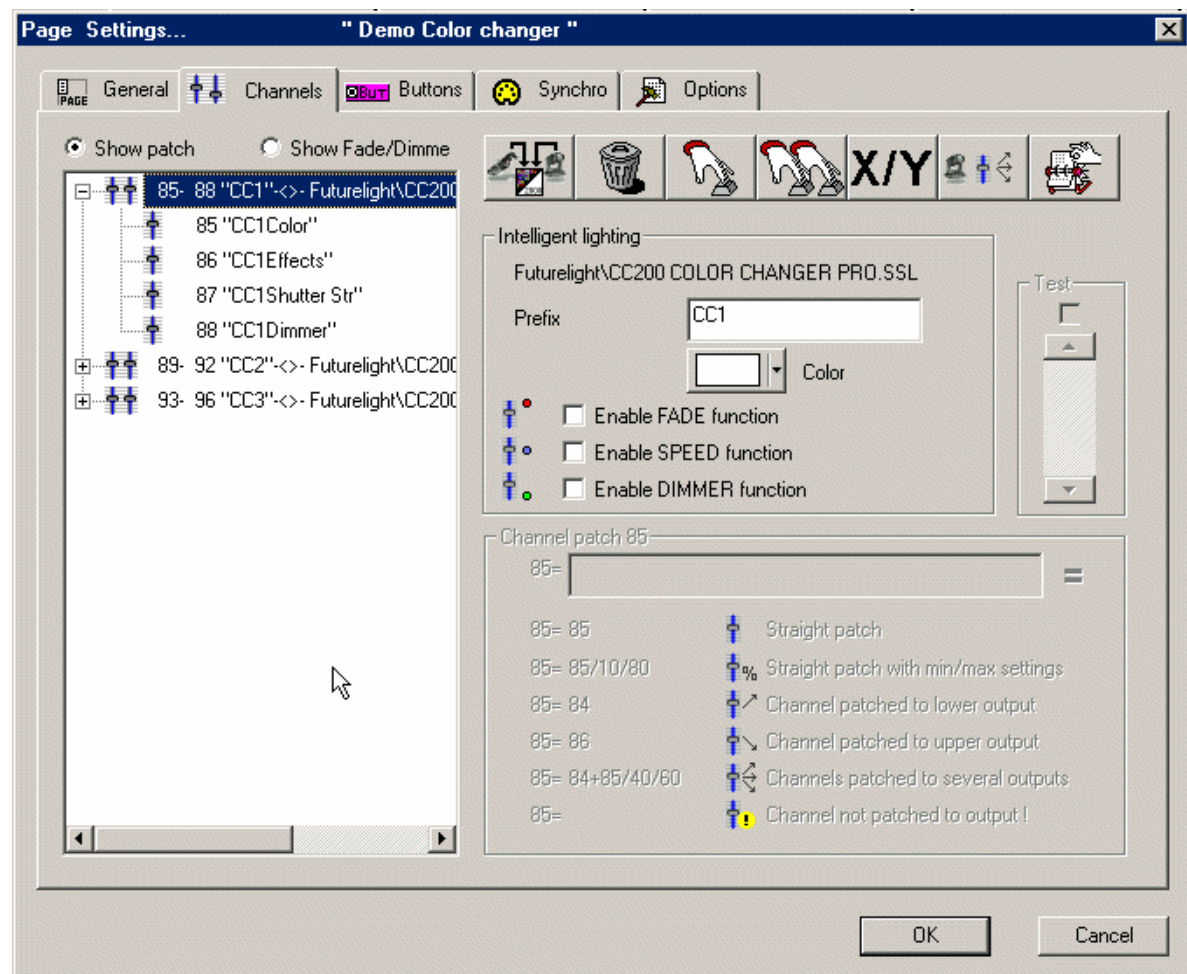 Page Settings... " Demo Color changer "
PAGE General Channels OBUT Buttons Synchro Options
Show patch Show Fade/Dimme
X/Y
85- 88 "CC1"-<>- Futurelight\CC200
85 "CC1Color"
86 "CC1Effects"
87 "CC1Shutter Str"
88 "CC1Dimmer"
89- 92 "CC2"-<>- Futurelight\CC200
93- 96 "CC3"-<>- Futurelight\CC200
Intelligent lighting
Futurelight\CC200 COLOR CHANGER PRO.SSL
Prefix CC1
Color
Enable FADE function
Enable SPEED function
Enable DIMMER function
Test
Channel patch 85
85= =
85= 85 Straight patch
85= 85/10/80 % Straight patch with min/max settings
85= 84 Channel patched to lower output
85= 86 Channel patched to upper output
85= 84+85/40/60 Channels patched to several outputs
85= ! Channel not patched to output !
OK Cancel